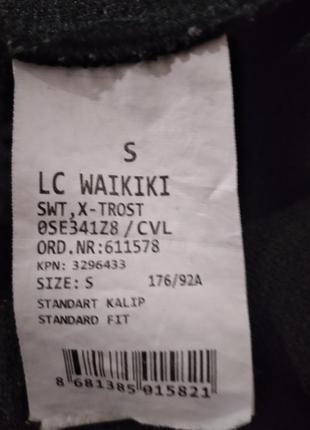 S
LC WAIKIKI
SWT,X-TROST
0SE341Z8/CVL
ORD.NR:611578
KPN: 3296433
SIZE: S 176/92A
STANDART KALIP
STANDARD FIT
8 681385 015821